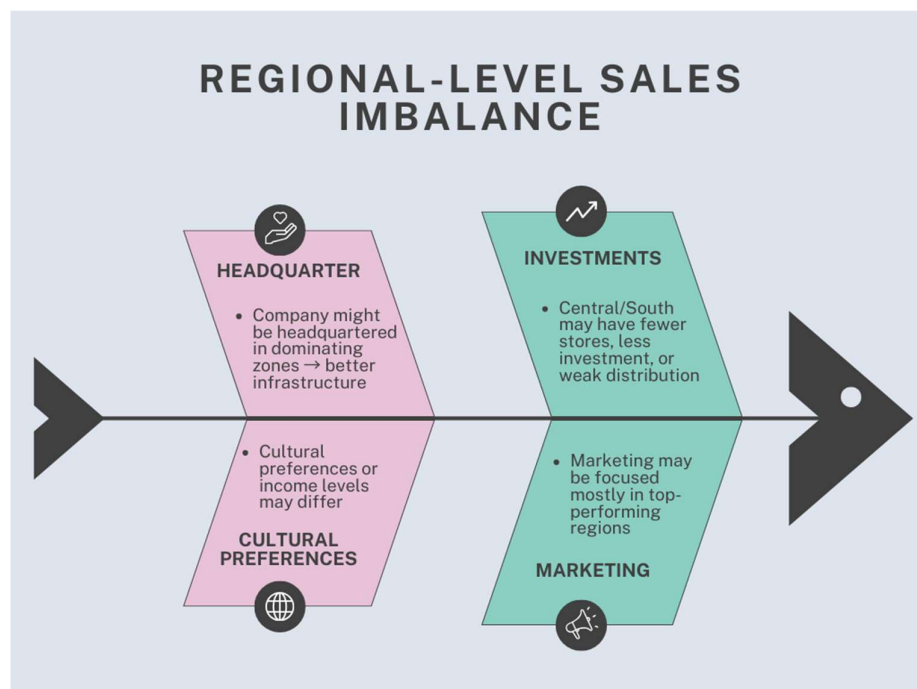 REGIONAL-LEVEL SALES
IMBALANCE
HEADQUARTER
• Company might
be headquartered
in dominating
zones → better
infrastructure
INVESTMENTS
• Central/South
may have fewer
stores, less
investment, or
weak distribution
• Cultural
preferences or
income levels
may differ
CULTURAL
PREFERENCES
• Marketing may
be focused
mostly in top-
performing
regions
MARKETING